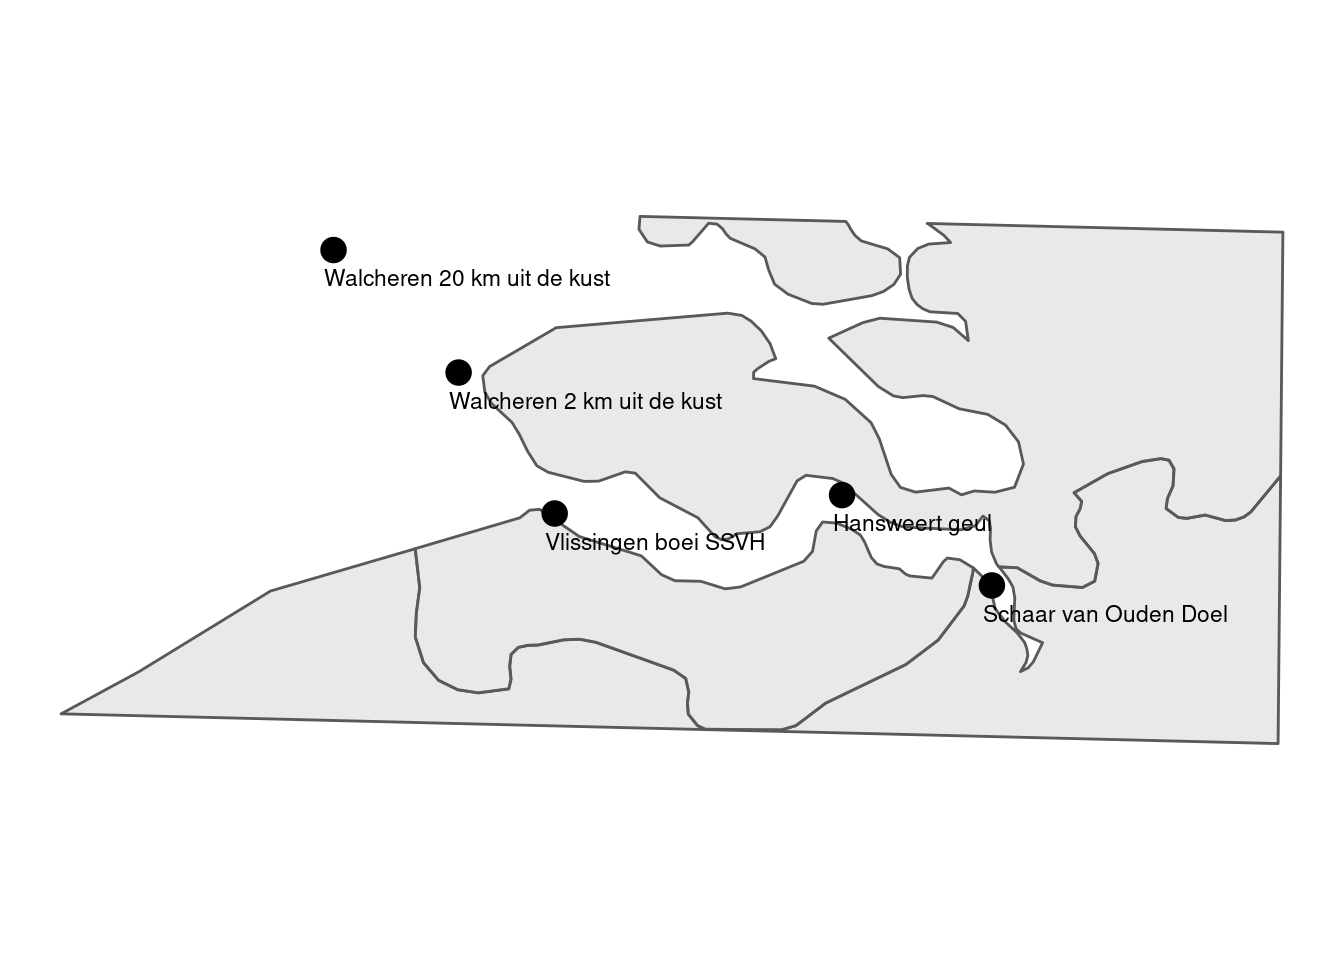 Walcheren 20 km uit de kust
Walcheren 2 km uit de kust
Hansweert geul
Vlissingen boei SSVH
Schaar van Ouden Doel